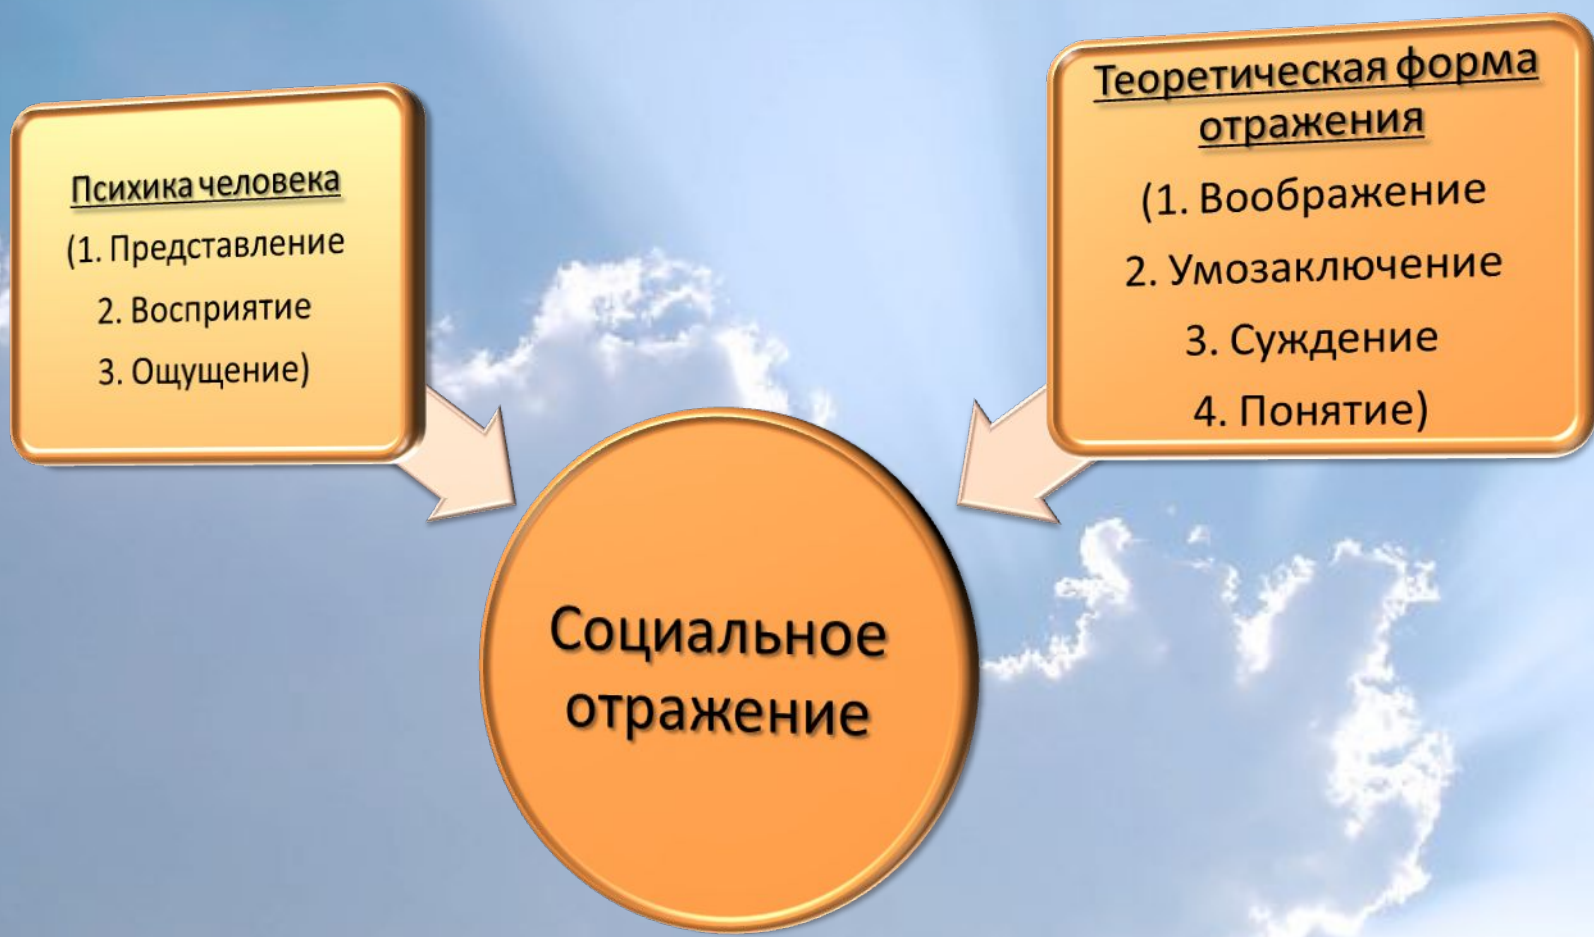 Психика человека
(1. Представление
2. Восприятие
3. Ощущение)
Теоретическая форма
отражения
(1. Воображение
2. Умозаключение
3. Суждение
4. Понятие)
Социальное
отражение